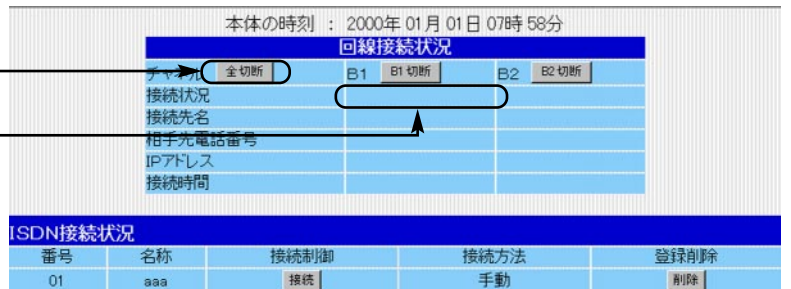 本体の時刻 : 2000年 01月 01日 07時 58分
回線接続状況
チャネル 全切断 B1 B1切断 B2 B2切断
接続状況
接続先名
相手先電話番号
IPアドレス
接続時間
ISDN接続状況
番号 名称 接続制御 接続方法 登録削除
01 aaa 接続 手動 削除